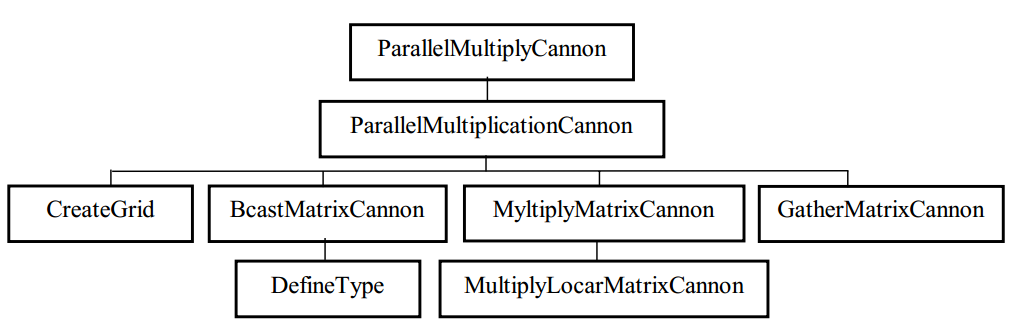 ParallelMultiplyCannon
ParallelMultiplicationCannon
CreateGrid
BcastMatrixCannon
MyltiplyMatrixCannon
GatherMatrixCannon
DefineType
MultiplyLocarMatrixCannon